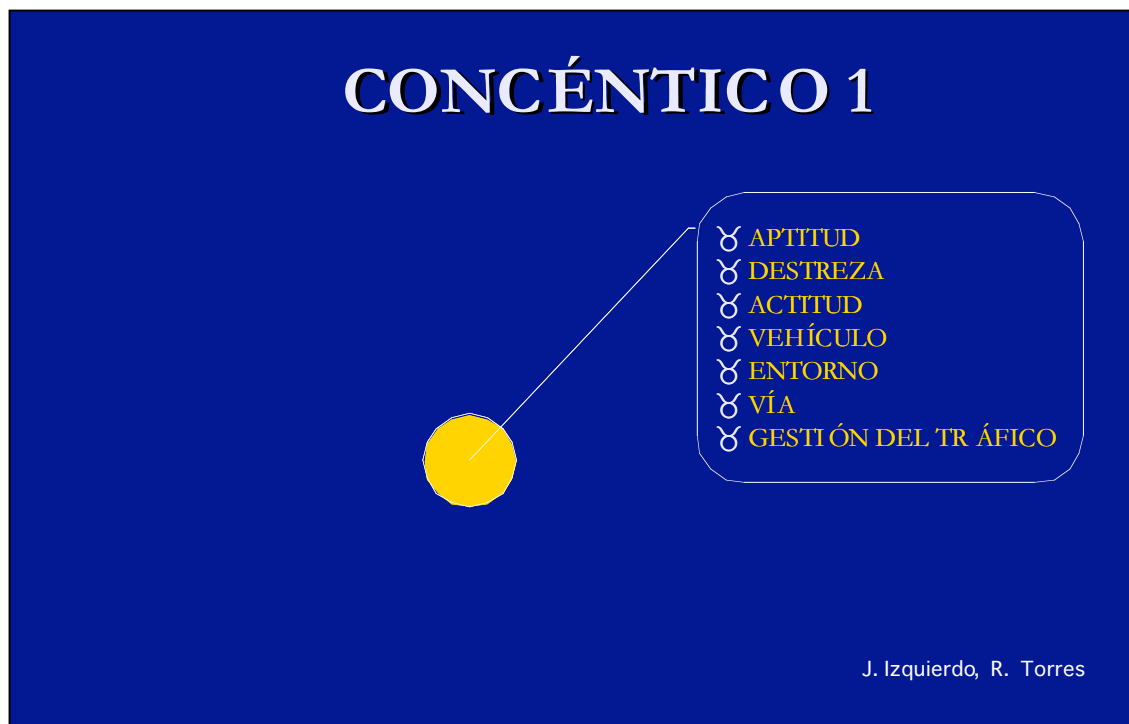 CONCÉNTICO 1
♉ APTITUD
♉ DESTREZA
♉ ACTITUD
♉ VEHÍCULO
♉ ENTORNO
♉ VÍA
♉ GESTIÓN DEL TRÁFICO
J. Izquierdo, R. Torres